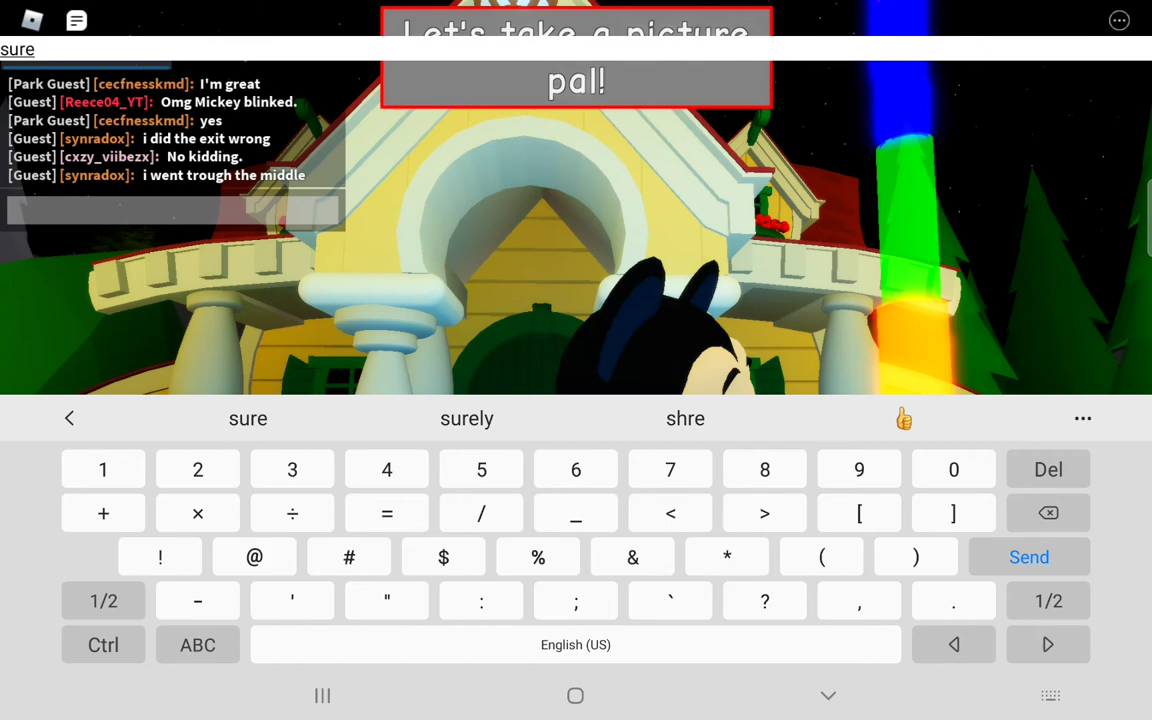 Let's take a picture
sure
pal!
[Park Guest] [cecfnesskmd]: I'm great
[Guest] [Reece04_YT]: Omg Mickey blinked.
[Park Guest] [cecfnesskmd]: yes
[Guest] [synradox]: i did the exit wrong
[Guest] [cxzy_viibezx]: No kidding.
[Guest] [synradox]: i went trough the middle
sure surely shre 👍 ...
1 2 3 4 5 6 7 8 9 0 Del
+ × ÷ = / _ < > [ ]
! @ # $ % & * ( ) Send
1/2 - ' " : ; ` ? , . 1/2
Ctrl ABC English (US)